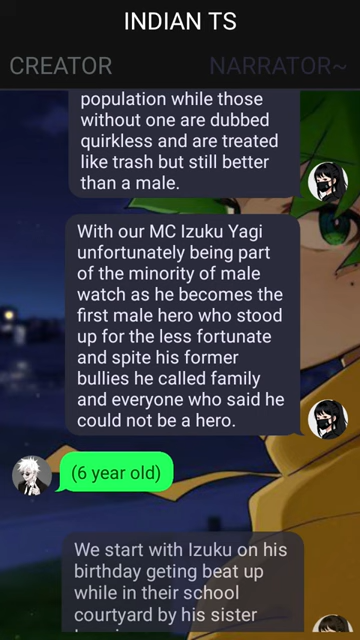 INDIAN TS
CREATOR
NARRATOR~
population while those
without one are dubbed
quirkless and are treated
like trash but still better
than a male.
With our MC Izuku Yagi
unfortunately being part
of the minority of male
watch as he becomes the
first male hero who stood
up for the less fortunate
and spite his former
bullies he called family
and everyone who said he
could not be a hero.
(6 year old)
We start with Izuku on his
birthday geting beat up
while in their school
courtyard by his sister